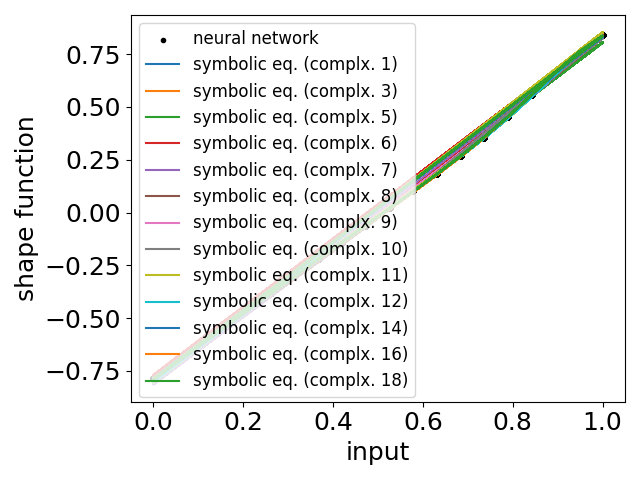 neural network
symbolic eq. (complx. 1)
symbolic eq. (complx. 3)
symbolic eq. (complx. 5)
symbolic eq. (complx. 6)
symbolic eq. (complx. 7)
symbolic eq. (complx. 8)
symbolic eq. (complx. 9)
symbolic eq. (complx. 10)
symbolic eq. (complx. 11)
symbolic eq. (complx. 12)
symbolic eq. (complx. 14)
symbolic eq. (complx. 16)
symbolic eq. (complx. 18)
shape function
0.75
0.50
0.25
0.00
−0.25
−0.50
−0.75
0.0 0.2 0.4 0.6 0.8 1.0
input